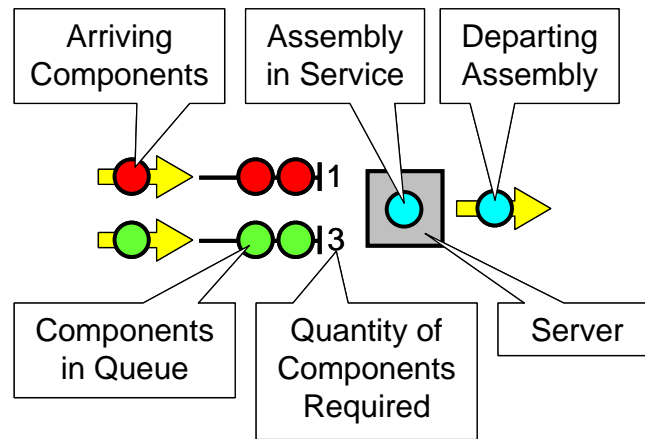 Arriving
Components
Assembly
in Service
Departing
Assembly
1
3
Components
in Queue
Quantity of
Components
Required
Server